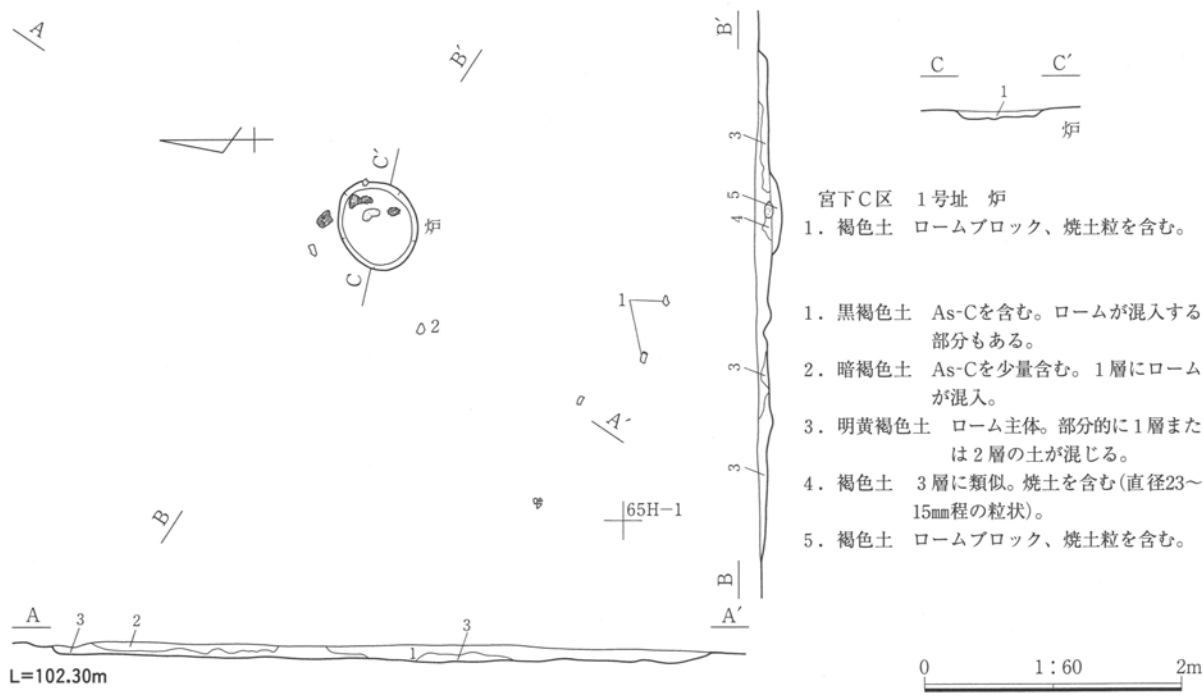 A
B′
C′
炉
C
1
2
A′
65H-1
B
A
3
2
1
3
A′
L=102.30m
B′
3
5
4
3
3
B
C
C′
1
炉
宮下C区 1号址 炉
1．褐色土 ロームブロック、焼土粒を含む。
1．黒褐色土 As-Cを含む。ロームが混入する
部分もある。
2．暗褐色土 As-Cを少量含む。1層にローム
が混入。
3．明黄褐色土 ローム主体。部分的に1層また
は2層の土が混じる。
4．褐色土 3層に類似。焼土を含む(直径23～
15㎜程の粒状)。
5．褐色土 ロームブロック、焼土粒を含む。
0 1：60 2m